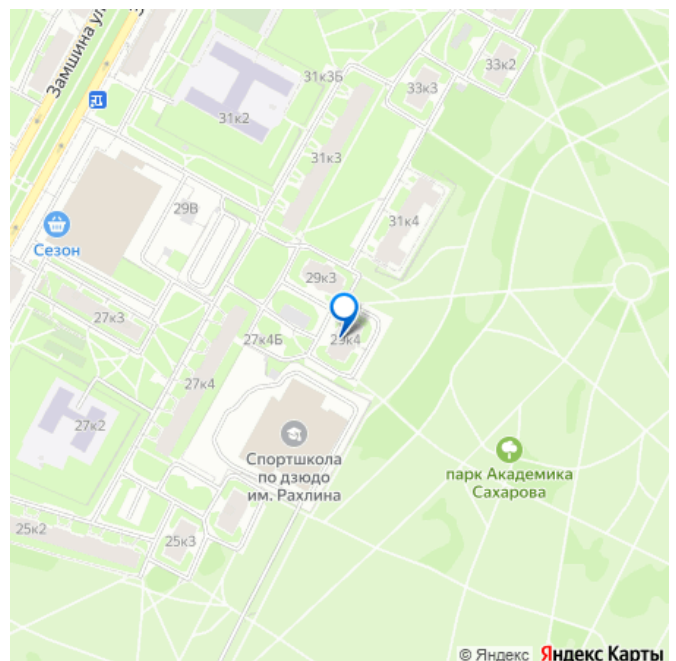 Замшина ул
33к2
31к3Б
33к3
31к2
31к3
29В
31к4
Сезон
29к3
27к3
27к4Б
29к4
27к4
27к2
Спортшкола
по дзюдо
им. Рахлина
парк Академика
Сахарова
25к2
25к3
© Яндекс Яндекс Карты